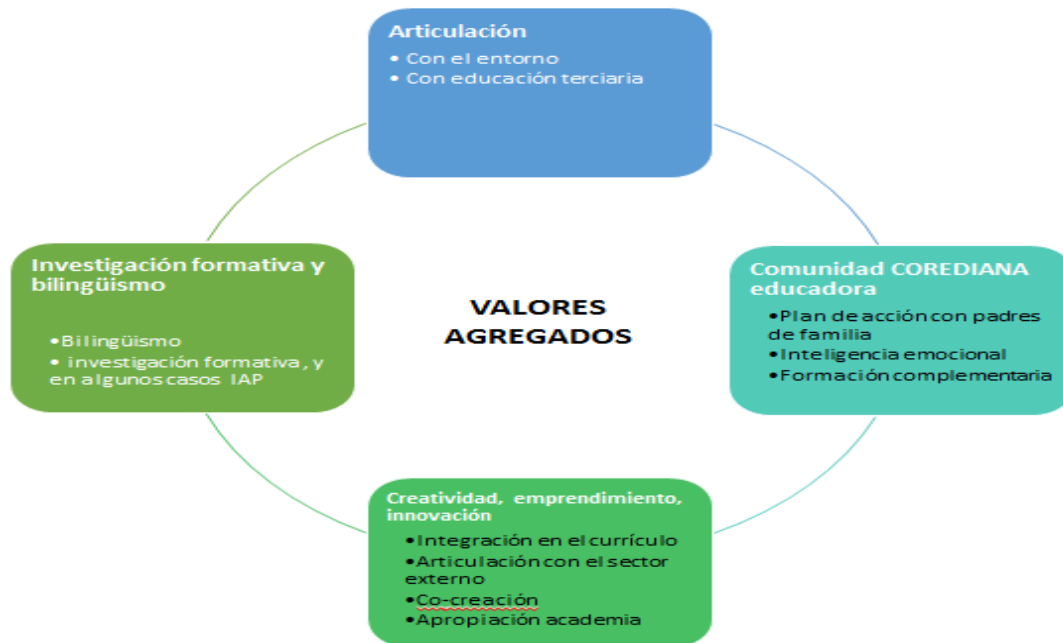 Articulación
• Con el entorno
• Con educación terciaria
Investigación formativa y
bilingüismo
•Bilingüismo
• investigación formativa, y
en algunos casos IAP
VALORES
AGREGADOS
Comunidad COREDIANA
educadora
•Plan de acción con padres
de familia
•Inteligencia emocional
•Formación complementaria
Creatividad, emprendimiento,
innovación
•Integración en el currículo
•Articulación con el sector
externo
•Co-creación
•Apropiación academia